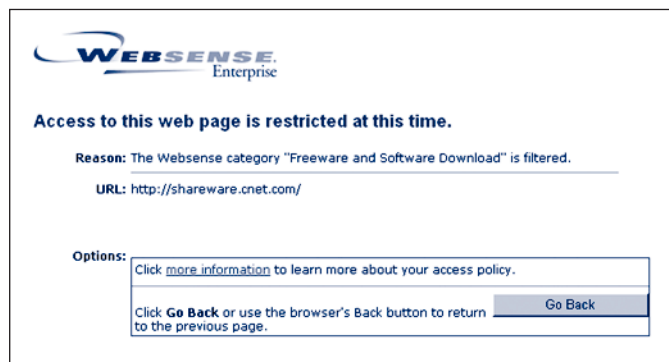 WEBSENSE.
Enterprise
Access to this web page is restricted at this time.
Reason: The Websense category "Freeware and Software Download" is filtered.
URL: http://shareware.cnet.com/
Options:
Click more information to learn more about your access policy.
Click Go Back or use the browser's Back button to return
to the previous page.
Go Back